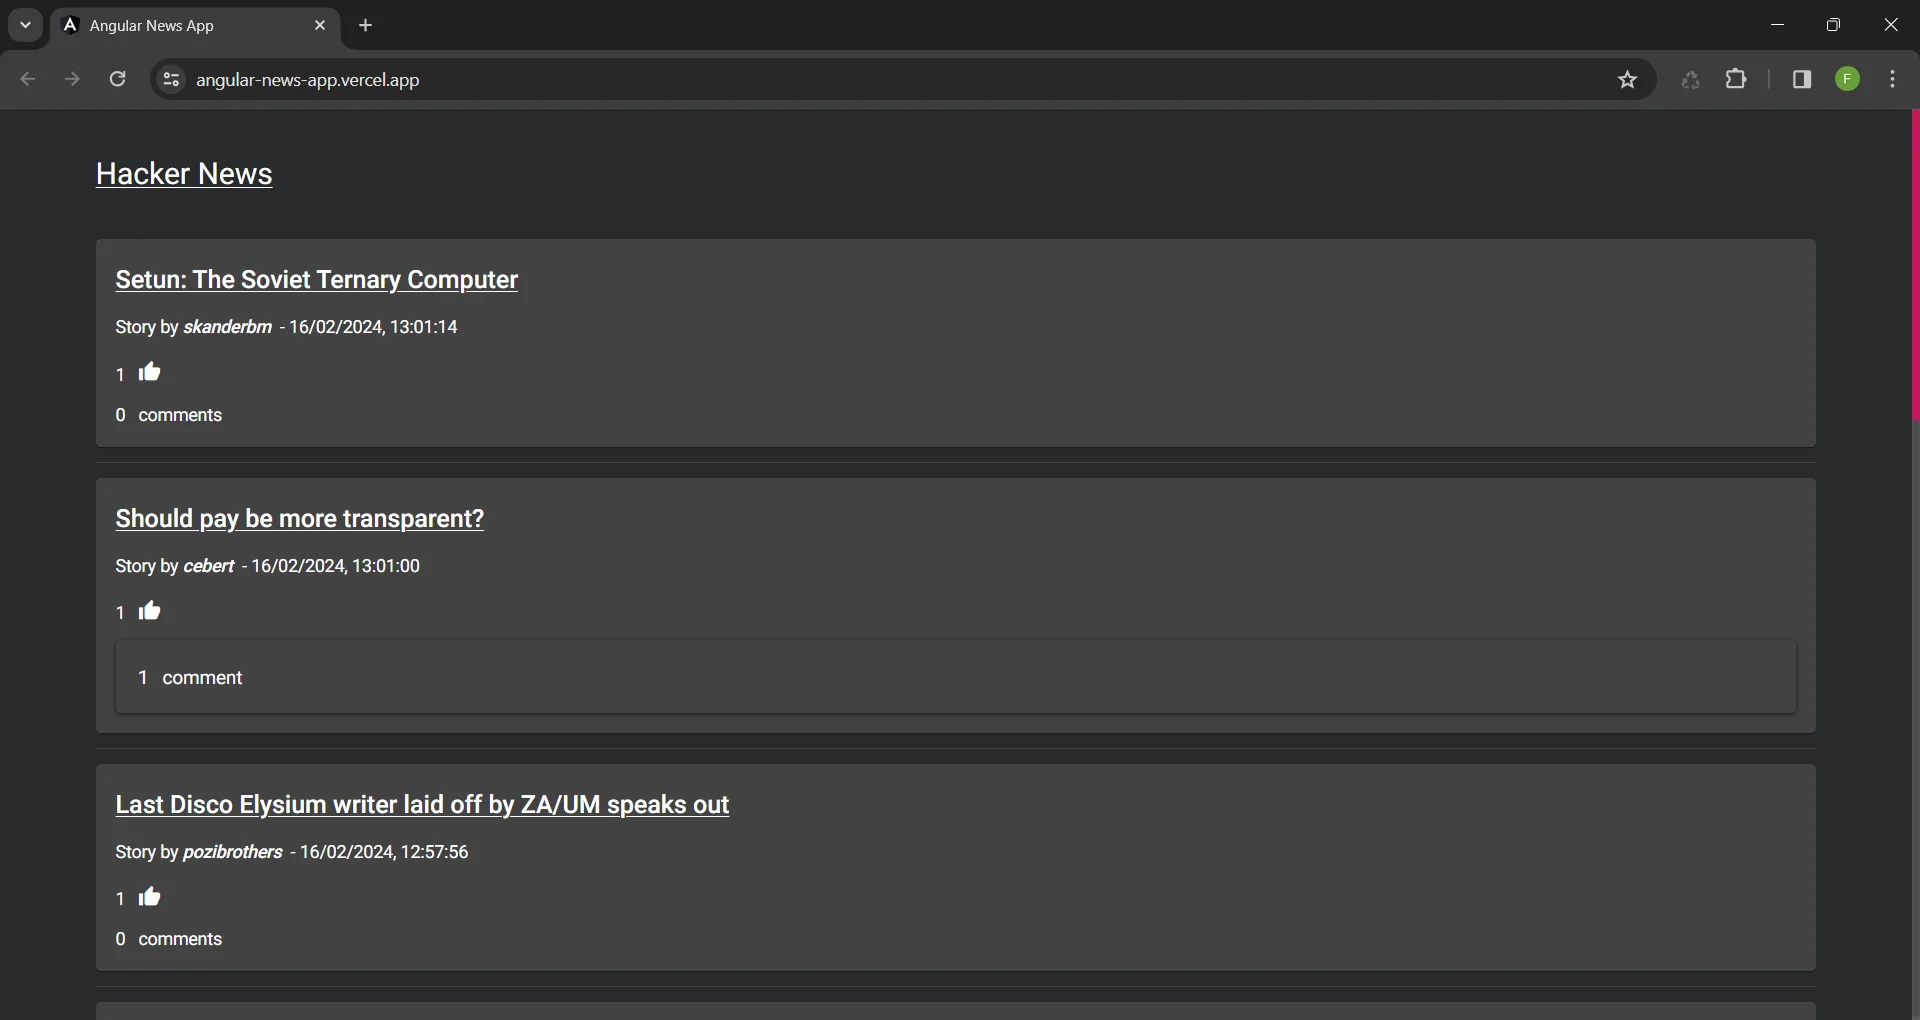 Angular News App
angular-news-app.vercel.app
F
Hacker News
Setun: The Soviet Ternary Computer
Story by skanderbm - 16/02/2024, 13:01:14
1
0 comments
Should pay be more transparent?
Story by cebert - 16/02/2024, 13:01:00
1
1 comment
Last Disco Elysium writer laid off by ZA/UM speaks out
Story by pozibrothers - 16/02/2024, 12:57:56
1
0 comments